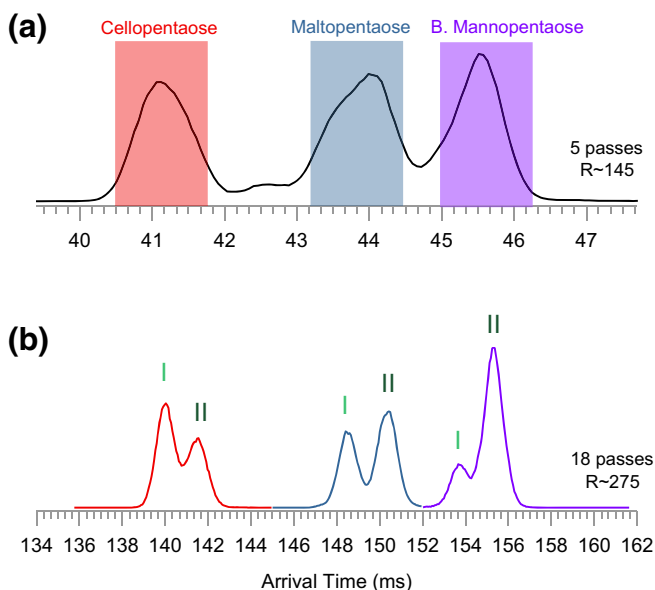 (a)
Cellopentaose Maltopentaose B. Mannopentaose
5 passes
R~145
40 41 42 43 44 45 46 47
(b)
I II I II I II
18 passes
R~275
134 136 138 140 142 144 146 148 150 152 154 156 158 160 162
Arrival Time (ms)